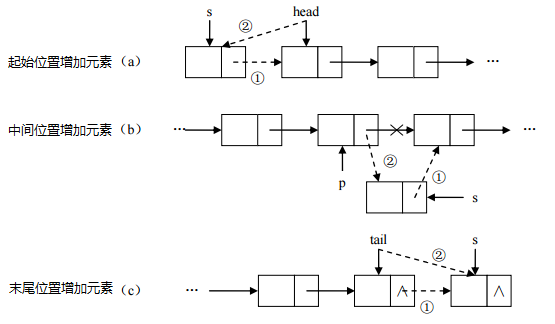 s ② head
起始位置增加元素（a） ① ···
中间位置增加元素（b） ··· ···
② ①
p s
tail ② s
末尾位置增加元素（c） ··· ∧ ① ∧